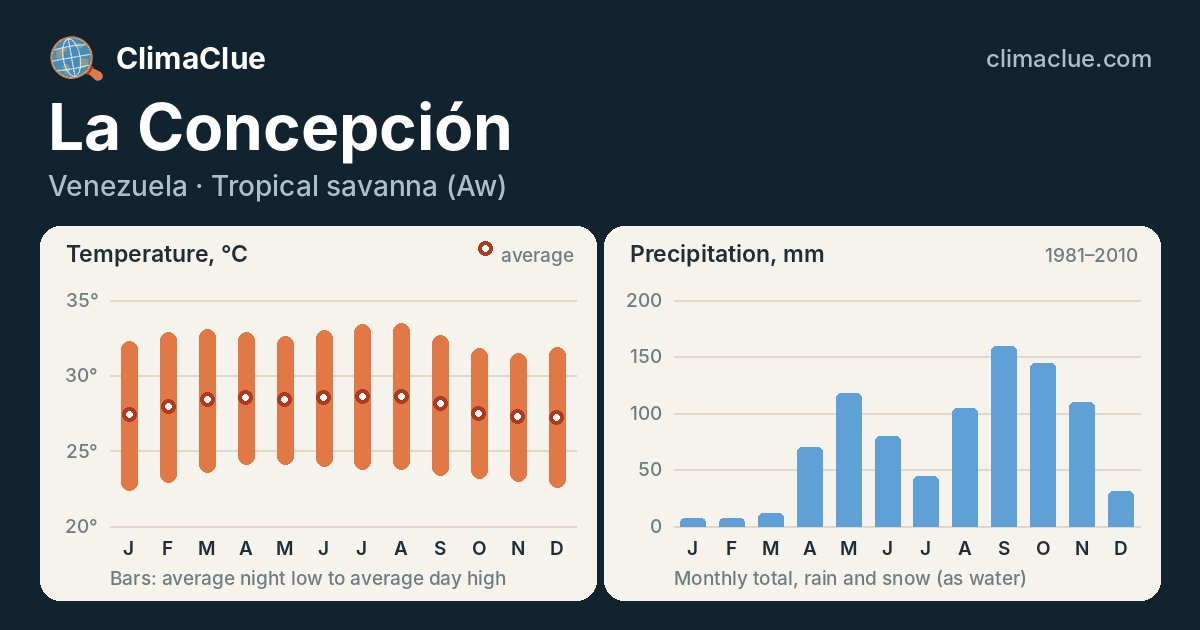 ClimaClue
climaclue.com
La Concepción
Venezuela · Tropical savanna (Aw)
Temperature, °C
average
35°
30°
25°
20°
J F M A M J J A S O N D
Bars: average night low to average day high
Precipitation, mm
1981–2010
200
150
100
50
0
J F M A M J J A S O N D
Monthly total, rain and snow (as water)